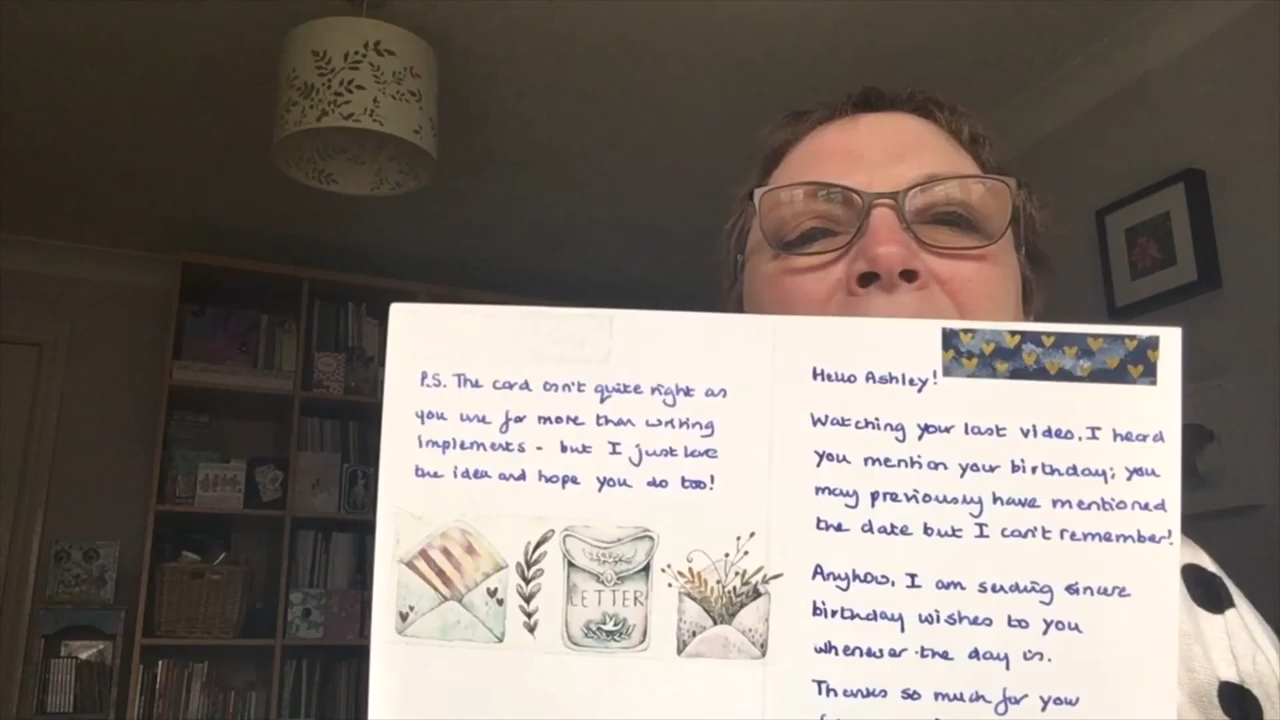 P.S. The card isn't quite right as
you use for more than writing
implements - but I just love
the idea and hope you do too!
LETTER
Hello Ashley!
Watching your last video, I heard
you mention your birthday; you
may previously have mentioned
the date but I can't remember!
Anyhow, I am sending sincere
birthday wishes to you
whenever the day is.
Thanks so much for your